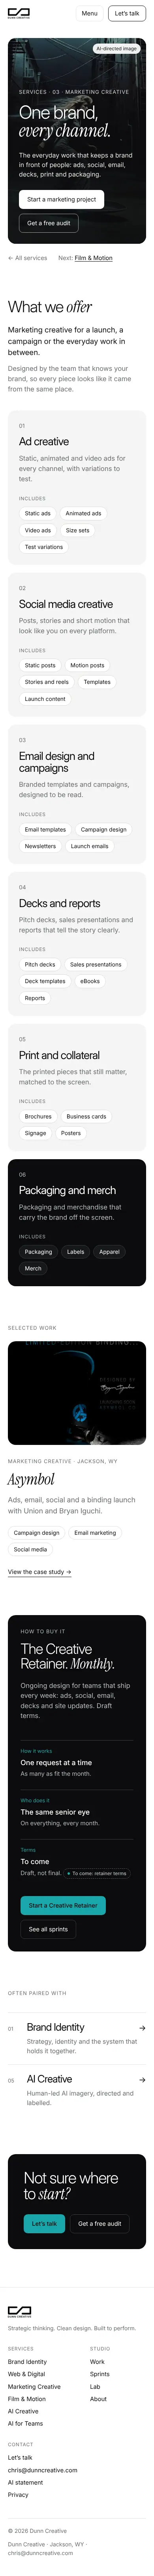 DUNN CREATIVE
Menu
Let's talk
AI-directed image
SERVICES · 03 · MARKETING CREATIVE
One brand,
every channel.
The everyday work that keeps a brand
in front of people: ads, social, email,
decks, print and packaging.
Start a marketing project
Get a free audit
← All services
Next: Film & Motion
What we offer
Marketing creative for a launch, a
campaign or the everyday work in
between.
Designed by the team that knows your
brand, so every piece looks like it came
from the same place.
01
Ad creative
Static, animated and video ads for
every channel, with variations to
test.
INCLUDES
Static ads
Animated ads
Video ads
Size sets
Test variations
02
Social media creative
Posts, stories and short motion that
look like you on every platform.
INCLUDES
Static posts
Motion posts
Stories and reels
Templates
Launch content
03
Email design and
campaigns
Branded templates and campaigns,
designed to be read.
INCLUDES
Email templates
Campaign design
Newsletters
Launch emails
04
Decks and reports
Pitch decks, sales presentations and
reports that tell the story clearly.
INCLUDES
Pitch decks
Sales presentations
Deck templates
eBooks
Reports
05
Print and collateral
The printed pieces that still matter,
matched to the screen.
INCLUDES
Brochures
Business cards
Signage
Posters
06
Packaging and merch
Packaging and merchandise that
carry the brand off the screen.
INCLUDES
Packaging
Labels
Apparel
Merch
SELECTED WORK
LIMITED EDITION BINDING...
DESIGNED BY
Bryan Iguchi
MARKETING CREATIVE · JACKSON, WY
Asymbol
Ads, email, social and a binding launch
with Union and Bryan Iguchi.
Campaign design
Email marketing
Social media
View the case study →
HOW TO BUY IT
The Creative
Retainer. Monthly.
Ongoing design for teams that ship
every week: ads, social, email,
decks and site updates. Draft
terms.
How it works
One request at a time
As many as fit the month.
Who does it
The same senior eye
On everything, every month.
Terms
To come
Draft, not final.
To come: retainer terms
Start a Creative Retainer
See all sprints
OFTEN PAIRED WITH
01
Brand Identity
→
Strategy, identity and the system that
holds it together.
05
AI Creative
→
Human-led AI imagery, directed and
labelled.
Not sure where
to start?
Let's talk
Get a free audit
DUNN CREATIVE
Strategic thinking. Clean design. Built to perform.
SERVICES
Brand Identity
Web & Digital
Marketing Creative
Film & Motion
AI Creative
AI for Teams
STUDIO
Work
Sprints
Lab
About
CONTACT
Let's talk
chris@dunncreative.com
AI statement
Privacy
© 2026 Dunn Creative
Dunn Creative · Jackson, WY ·
chris@dunncreative.com